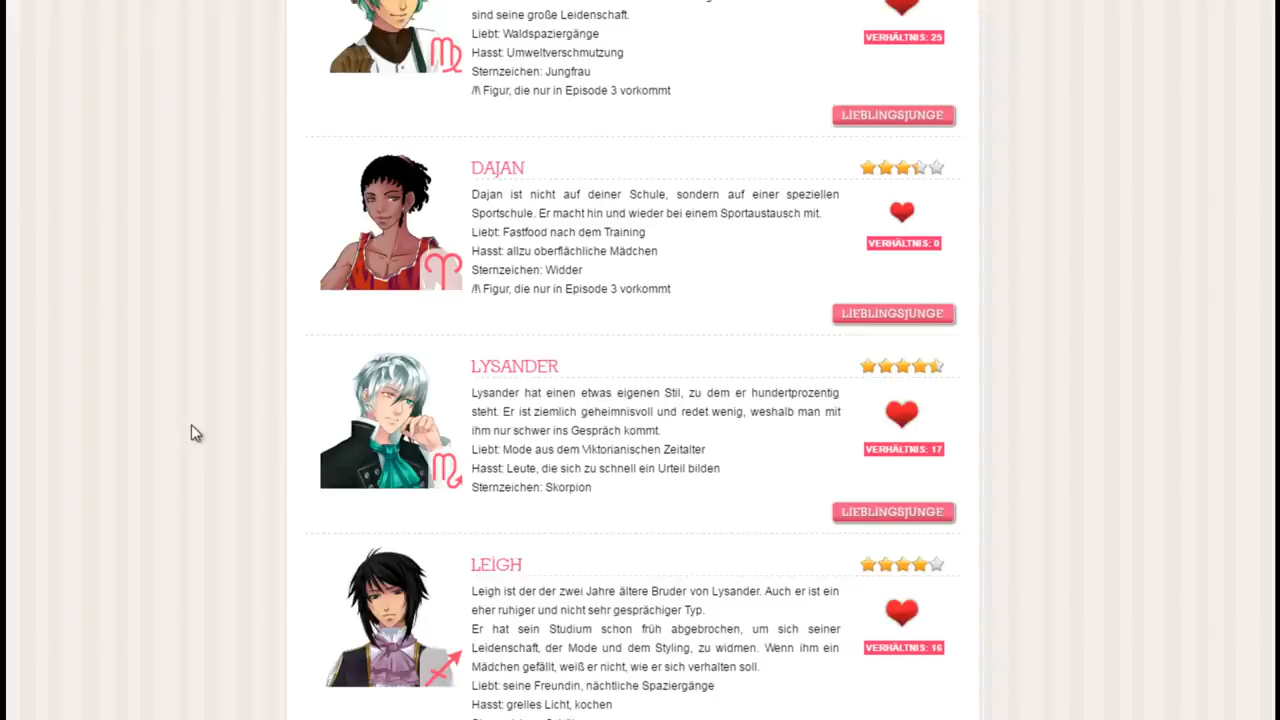 sind seine große Leidenschaft.
Liebt: Waldspaziergänge
Hasst: Umweltverschmutzung
Sternzeichen: Jungfrau
/!\ Figur, die nur in Episode 3 vorkommt
VERHÄLTNIS: 25
LIEBLINGSJUNGE
DAJAN
Dajan ist nicht auf deiner Schule, sondern auf einer speziellen
Sportschule. Er macht hin und wieder bei einem Sportaustausch mit.
Liebt: Fastfood nach dem Training
Hasst: allzu oberflächliche Mädchen
Sternzeichen: Widder
/!\ Figur, die nur in Episode 3 vorkommt
VERHÄLTNIS: 0
LIEBLINGSJUNGE
LYSANDER
Lysander hat einen etwas eigenen Stil, zu dem er hundertprozentig
steht. Er ist ziemlich geheimnisvoll und redet wenig, weshalb man mit
ihm nur schwer ins Gespräch kommt.
Liebt: Mode aus dem Viktorianischen Zeitalter
Hasst: Leute, die sich zu schnell ein Urteil bilden
Sternzeichen: Skorpion
VERHÄLTNIS: 17
LIEBLINGSJUNGE
LEIGH
Leigh ist der der zwei Jahre ältere Bruder von Lysander. Auch er ist ein
eher ruhiger und nicht sehr gesprächiger Typ.
Er hat sein Studium schon früh abgebrochen, um sich seiner
Leidenschaft, der Mode und dem Styling, zu widmen. Wenn ihm ein
Mädchen gefällt, weiß er nicht, wie er sich verhalten soll.
Liebt: seine Freundin, nächtliche Spaziergänge
Hasst: grelles Licht, kochen
VERHÄLTNIS: 16